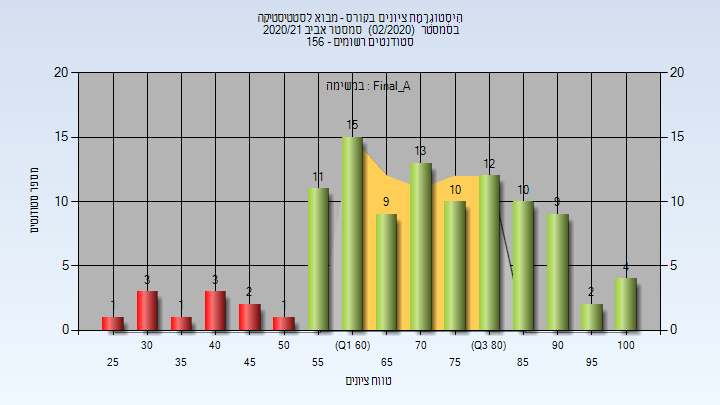 היסטוגרמת ציונים בקורס - מבוא לסטטיסטיקה
בסמסטר (02/2020) סמסטר אביב 2020/21
סטודנטים רשומים - 156
במשימה : Final_A
מספר סטודנטים
20 20
15 15
10 10
5 5
0 0
1 3 1 3 2 1 11 15 9 13 10 12 10 9 2 4
30 40 50 (Q1 60) 70 (Q3 80) 90 100
25 35 45 55 65 75 85 95
טווח ציונים